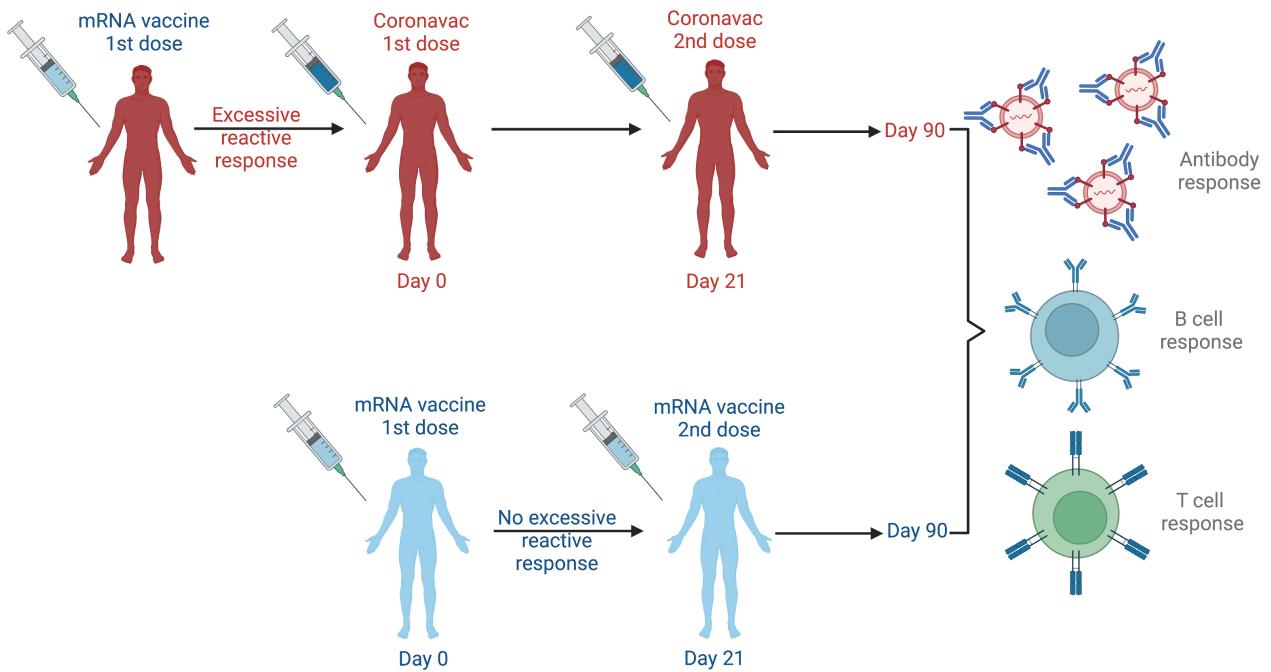 mRNA vaccine
1st dose
Coronavac
1st dose
Coronavac
2nd dose
Excessive
reactive
response
Day 90
Antibody
response
Day 0
Day 21
B cell
response
mRNA vaccine
1st dose
mRNA vaccine
2nd dose
No excessive
reactive
response
Day 90
T cell
response
Day 0
Day 21